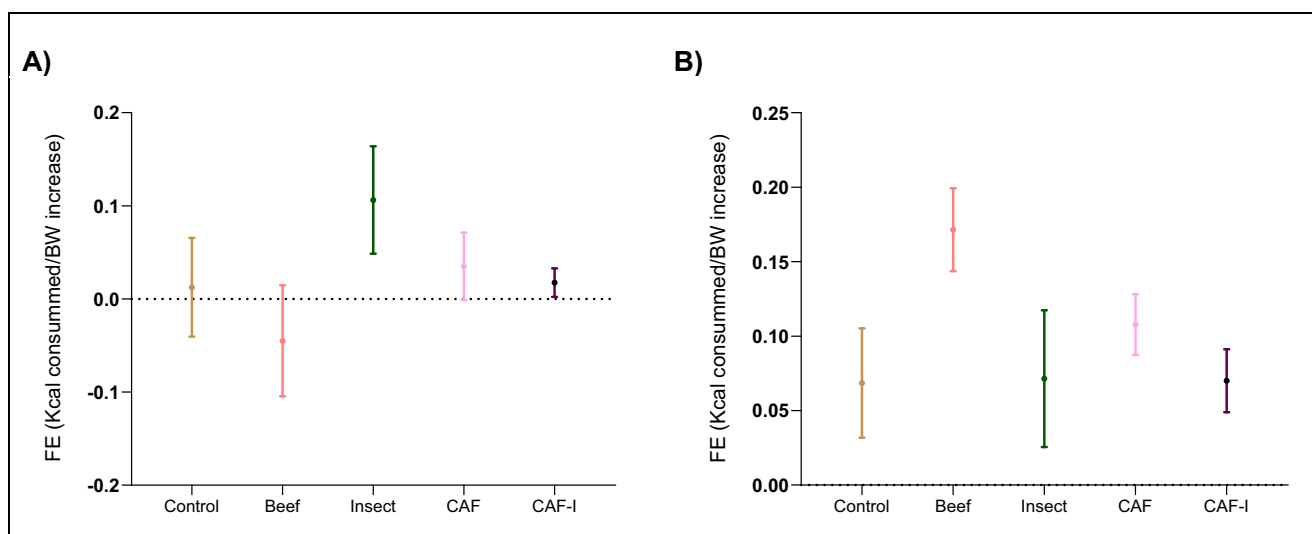 A)
B)
FE (Kcal consummed/BW increase)
0.2
0.1
0.0
-0.1
-0.2
Control Beef Insect CAF CAF-I
FE (Kcal consummed/BW increase)
0.25
0.20
0.15
0.10
0.05
0.00
Control Beef Insect CAF CAF-I